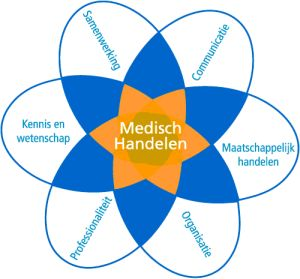 Samenwerking
Communicatie
Kennis en
wetenschap
Medisch
Handelen
Maatschappelijk
handelen
Professionaliteit
Organisatie